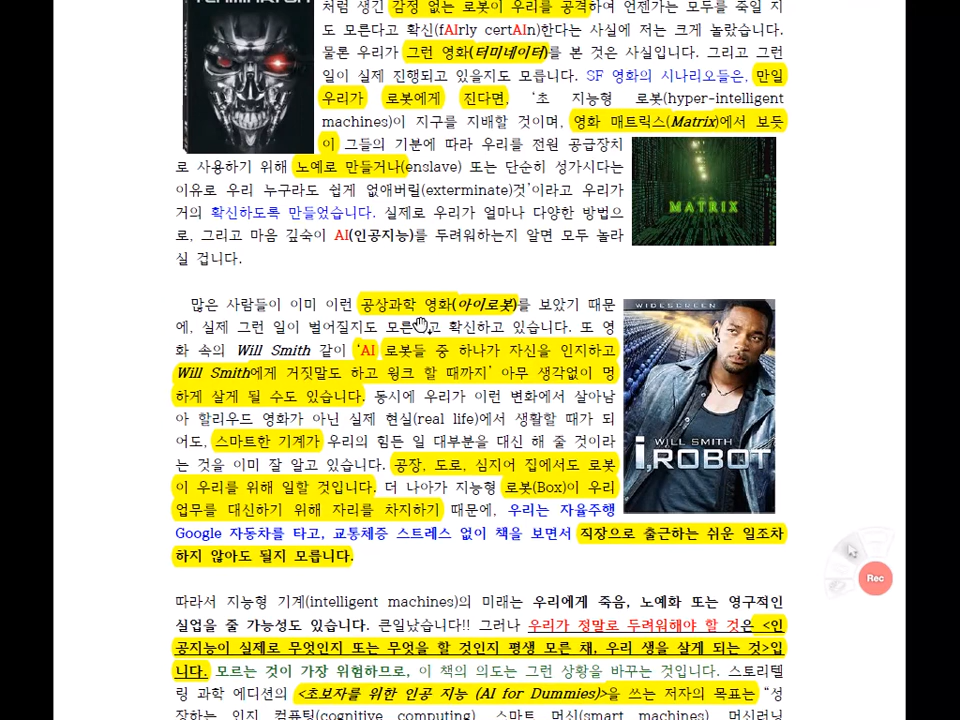 TERMINATOR
처럼 생긴 감정 없는 로봇이 우리를 공격하여 언젠가는 모두를 죽일 지
도 모른다고 확신(fAIrly certAIn)한다는 사실에 저는 크게 놀랐습니다.
물론 우리가 그런 영화(터미네이터)를 본 것은 사실입니다. 그리고 그런
일이 실제 진행되고 있을지도 모릅니다. SF 영화의 시나리오들은, 만일
우리가 로봇에게 진다면, ‘초 지능형 로봇(hyper-intelligent
machines)이 지구를 지배할 것이며, 영화 매트릭스(Matrix)에서 보듯
이 그들의 기분에 따라 우리를 전원 공급장치
로 사용하기 위해 노예로 만들거나(enslave) 또는 단순히 성가시다는
이유로 우리 누구라도 쉽게 없애버릴(exterminate)것’이라고 우리가
거의 확신하도록 만들었습니다. 실제로 우리가 얼마나 다양한 방법으
로, 그리고 마음 깊숙이 AI(인공지능)를 두려워하는지 알면 모두 놀라
실 겁니다.
MATRIX
많은 사람들이 이미 이런 공상과학 영화(아이로봇)를 보았기 때문
에, 실제 그런 일이 벌어질지도 모른다고 확신하고 있습니다. 또 영
화 속의 Will Smith 같이 ‘AI 로봇들 중 하나가 자신을 인지하고
Will Smith에게 거짓말도 하고 윙크 할 때까지’ 아무 생각없이 멍
하게 살게 될 수도 있습니다. 동시에 우리가 이런 변화에서 살아남
아 할리우드 영화가 아닌 실제 현실(real life)에서 생활할 때가 되
어도, 스마트한 기계가 우리의 힘든 일 대부분을 대신 해 줄 것이라
는 것을 이미 잘 알고 있습니다. 공장, 도로, 심지어 집에서도 로봇
이 우리를 위해 일할 것입니다. 더 나아가 지능형 로봇(Box)이 우리
업무를 대신하기 위해 자리를 차지하기 때문에, 우리는 자율주행
Google 자동차를 타고, 교통체증 스트레스 없이 책을 보면서 직장으로 출근하는 쉬운 일조차
하지 않아도 될지 모릅니다.
WIDESCREEN
WILL SMITH
i,ROBOT
Rec
따라서 지능형 기계(intelligent machines)의 미래는 우리에게 죽음, 노예화 또는 영구적인
실업을 줄 가능성도 있습니다. 큰일났습니다!! 그러나 우리가 정말로 두려워해야 할 것은 <인
공지능이 실제로 무엇인지 또는 무엇을 할 것인지 평생 모른 채, 우리 생을 살게 되는 것>입
니다. 모르는 것이 가장 위험하므로, 이 책의 의도는 그런 상황을 바꾸는 것입니다. 스토리텔
링 과학 에디션의 <초보자를 위한 인공 지능 (AI for Dummies)>을 쓰는 저자의 목표는 “성
장하는 인지 컴퓨팅(cognitive computing), 스마트 머신(smart machines), 머신러닝